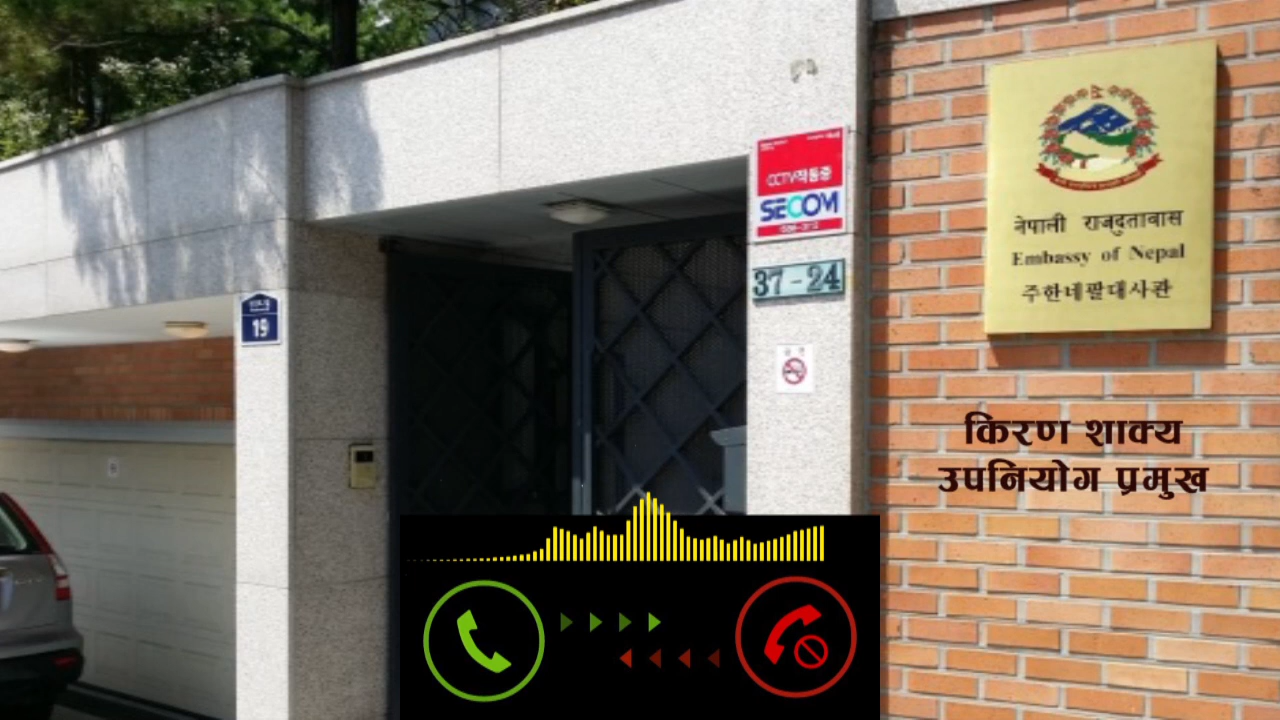 CCTV작동중
SECOM
37-24
19
नेपाली राजदुतावास
Embassy of Nepal
주한네팔대사관
किरण शाक्य
उपनियोग प्रमुख